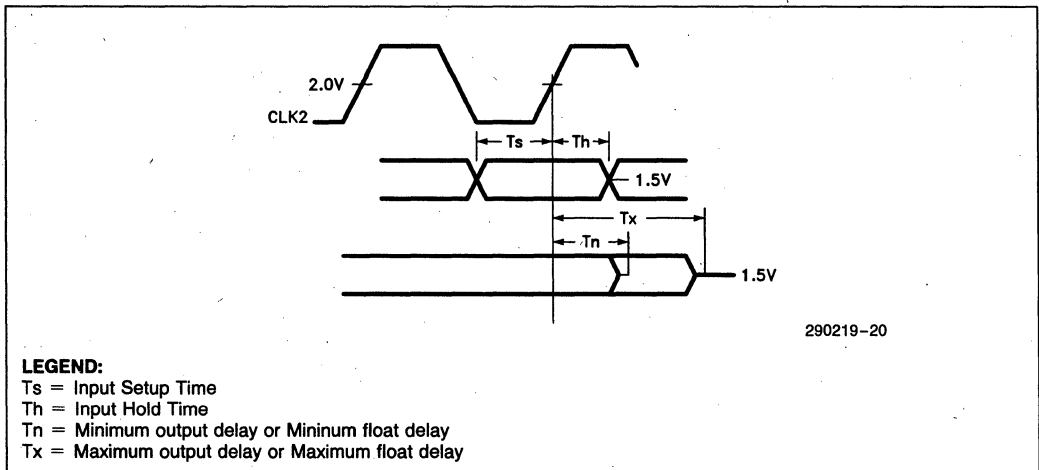 2.0V
CLK2
Ts
Th
1.5V
Tx
Tn
1.5V
290219-20
LEGEND:
Ts = Input Setup Time
Th = Input Hold Time
Tn = Minimum output delay or Mininum float delay
Tx = Maximum output delay or Maximum float delay